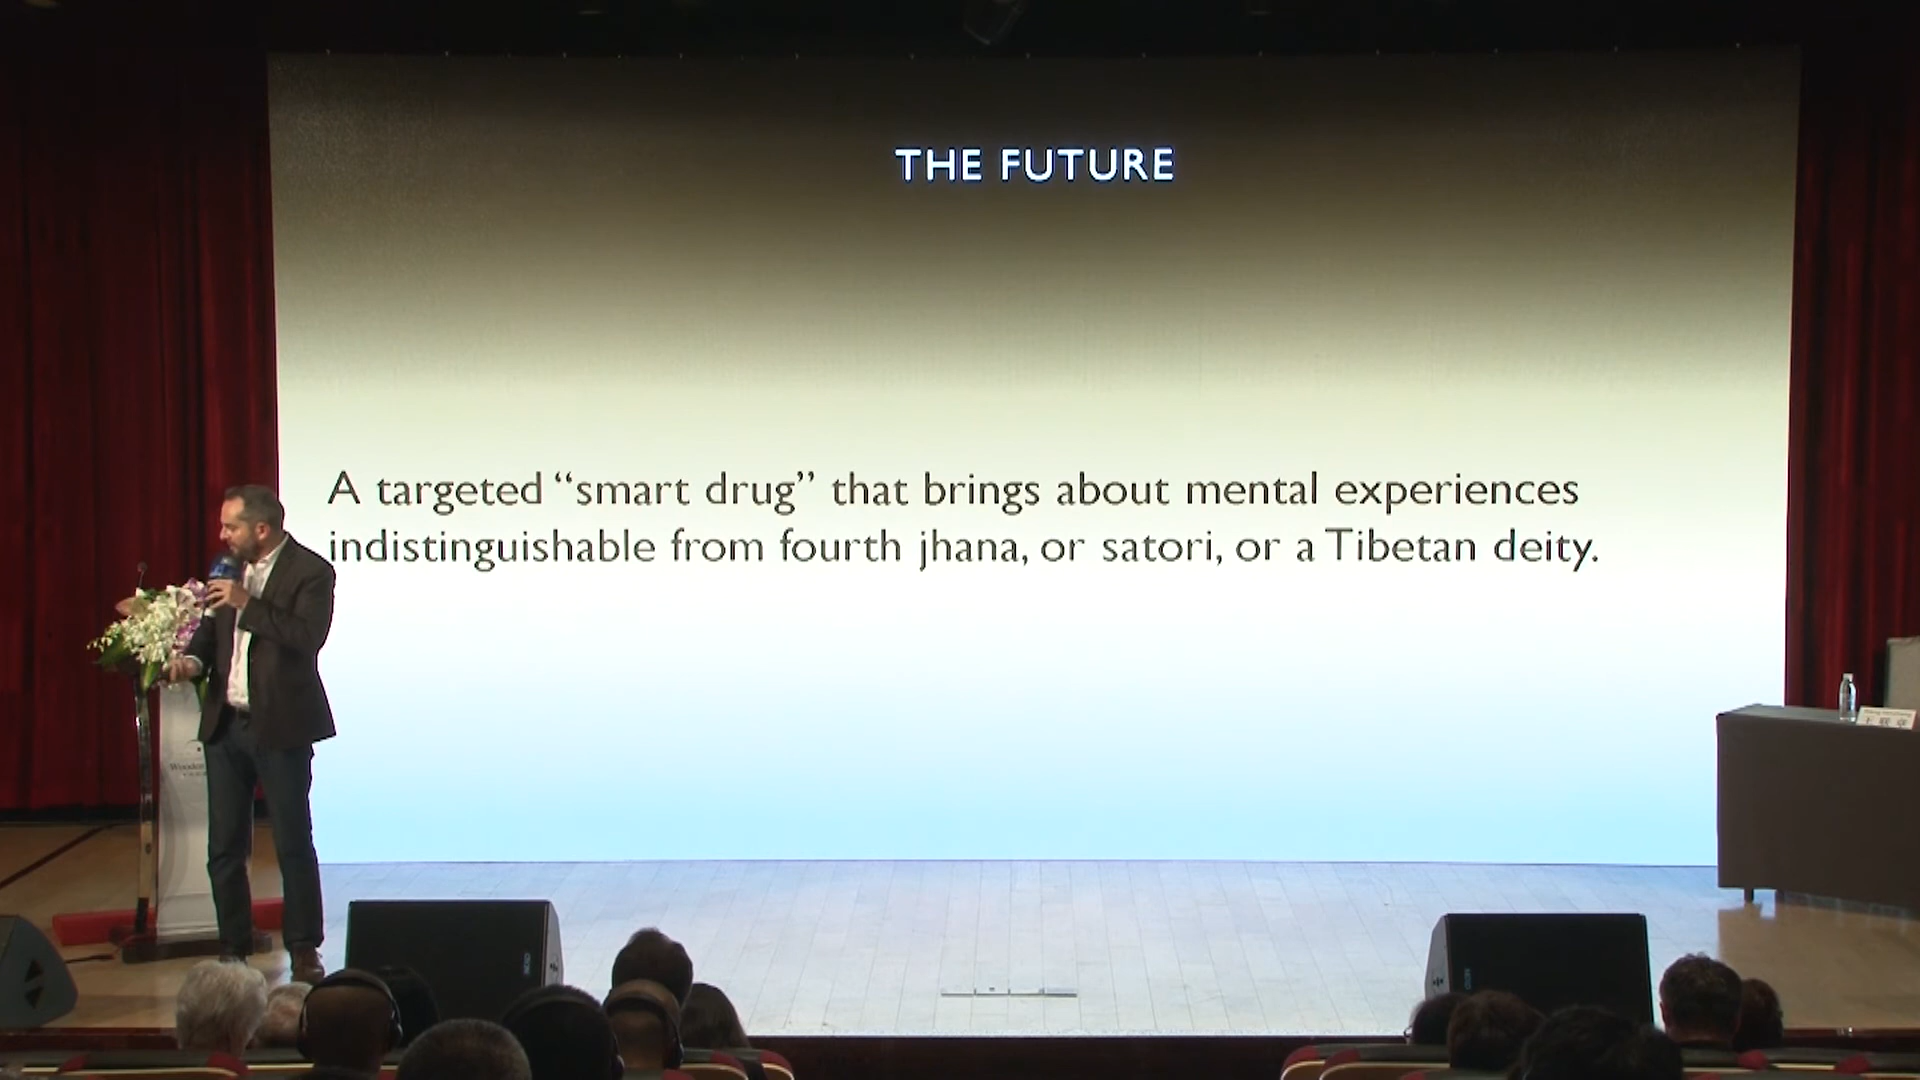 THE FUTURE
A targeted “smart drug” that brings about mental experiences
indistinguishable from fourth jhana, or satori, or a Tibetan deity.